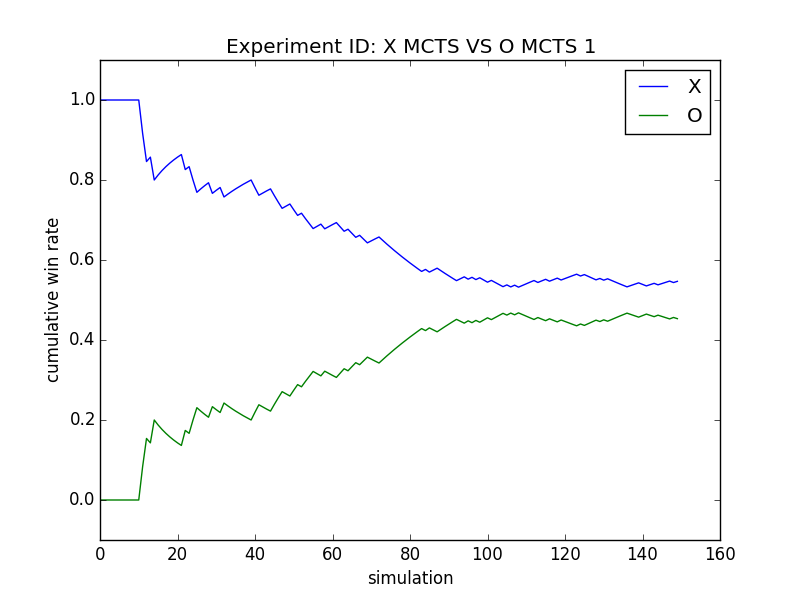 Experiment ID: X MCTS VS O MCTS 1
X
O
cumulative win rate
1.0
0.8
0.6
0.4
0.2
0.0
0 20 40 60 80 100 120 140 160
simulation